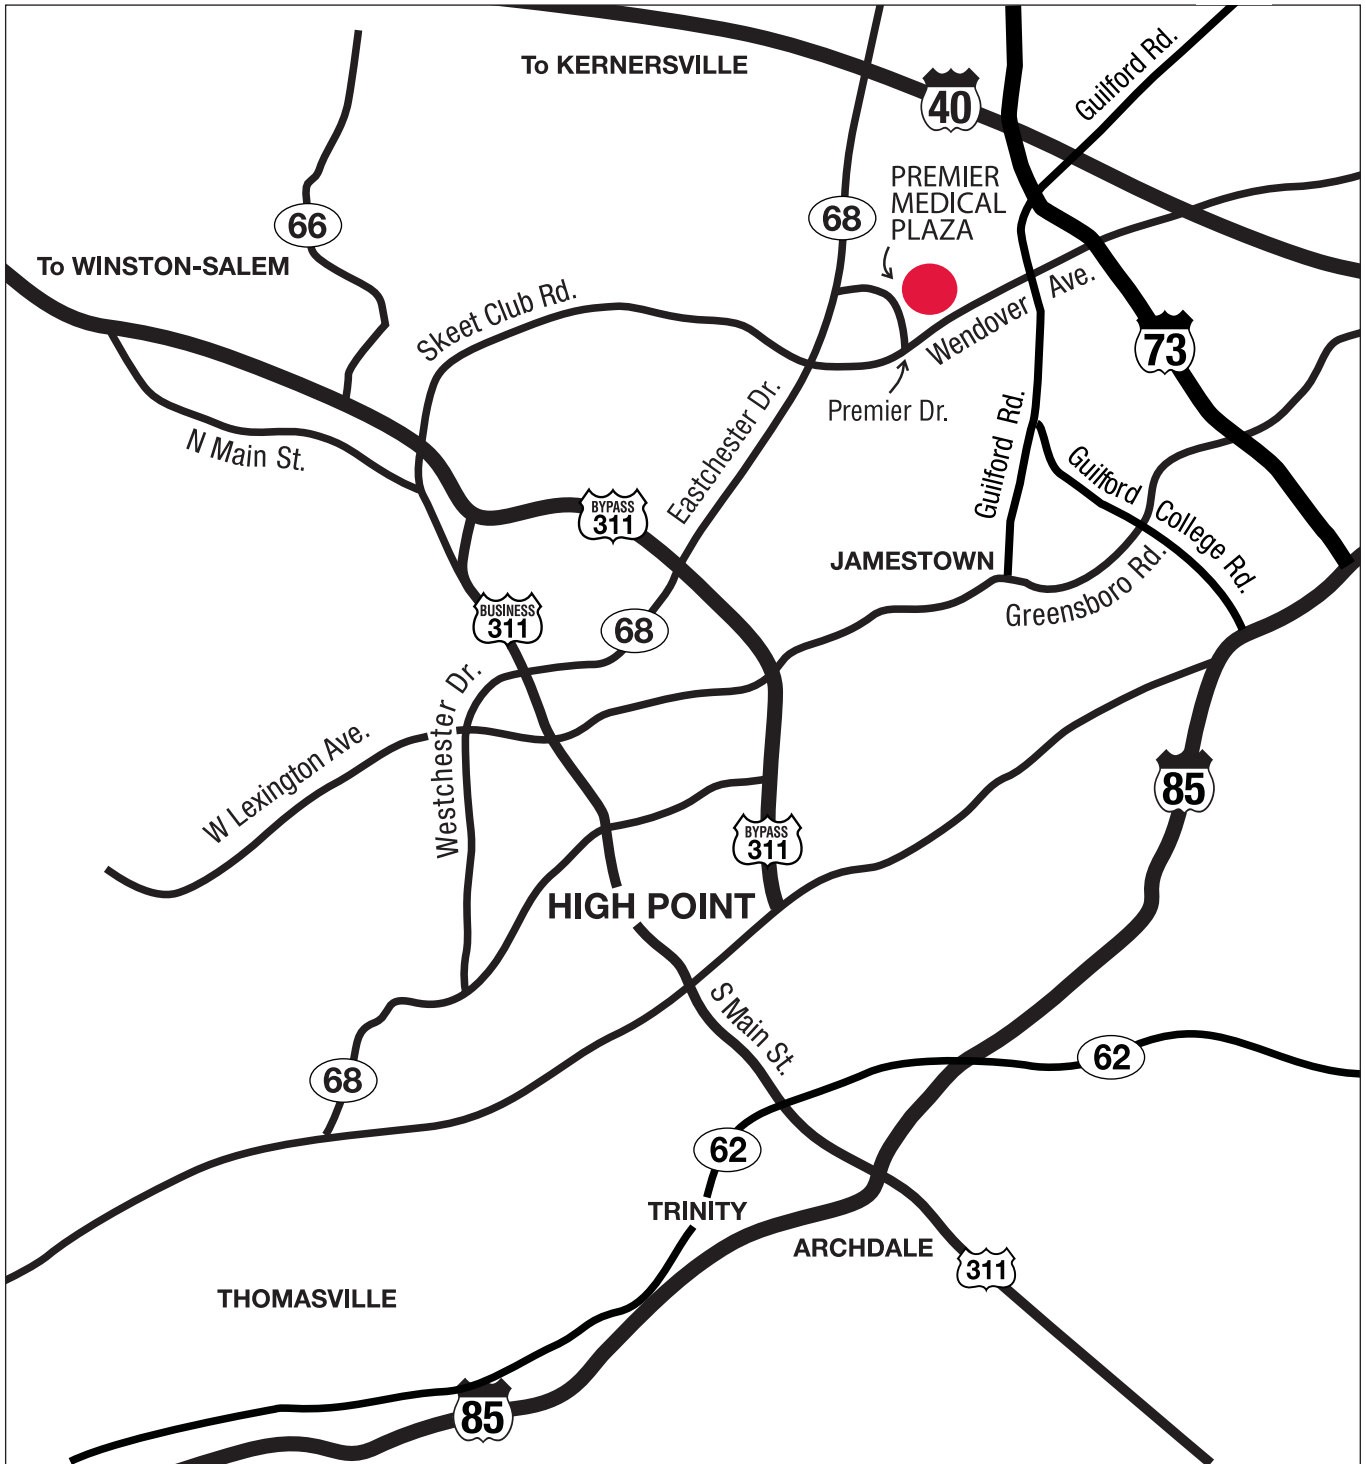 To KERNERSVILLE
40
Guilford Rd.
PREMIER
MEDICAL
PLAZA
68
66
To WINSTON-SALEM
Skeet Club Rd.
Wendover Ave.
73
Premier Dr.
N Main St.
Eastchester Dr.
Guilford Rd.
Guilford College Rd.
BYPASS
311
JAMESTOWN
Greensboro Rd.
BUSINESS
311
68
Westchester Dr.
W Lexington Ave.
85
BYPASS
311
HIGH POINT
S Main St.
62
68
62
TRINITY
ARCHDALE
311
THOMASVILLE
85